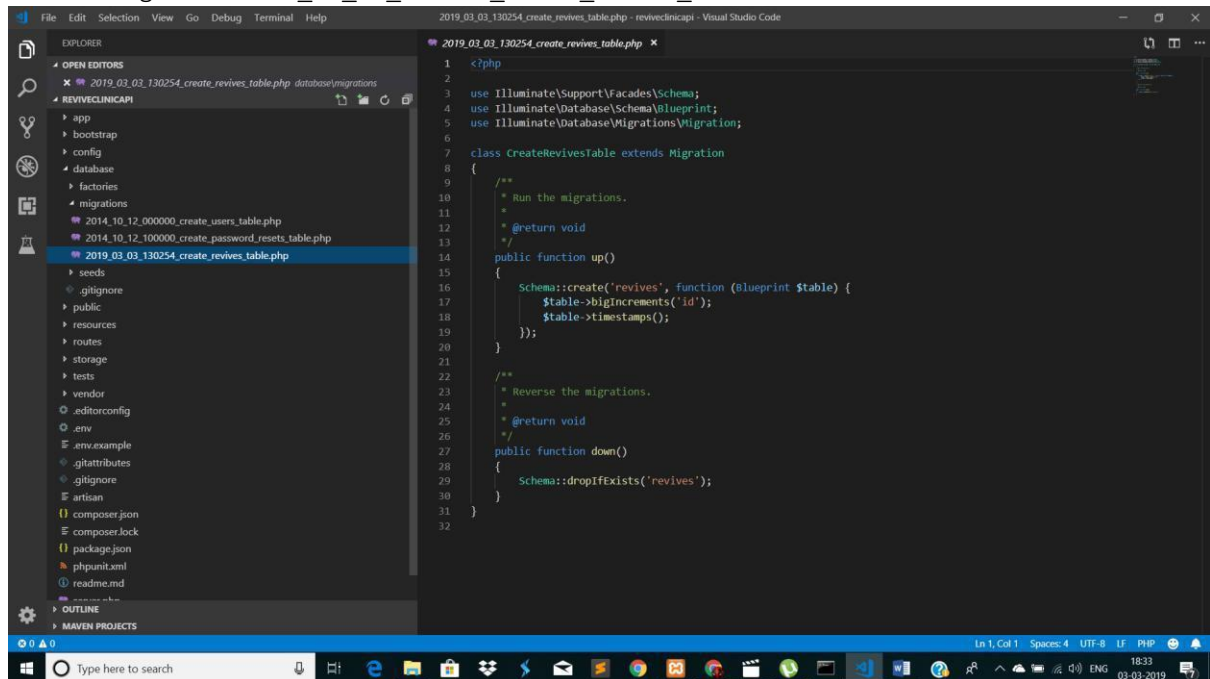 File Edit Selection View Go Debug Terminal Help
2019_03_03_130254_create_revives_table.php - reviveclinicapi - Visual Studio Code
EXPLORER
OPEN EDITORS
2019_03_03_130254_create_revives_table.php database\migrations
REVIVECLINICAPI
app
bootstrap
config
database
factories
migrations
2014_10_12_000000_create_users_table.php
2014_10_12_100000_create_password_resets_table.php
2019_03_03_130254_create_revives_table.php
seeds
.gitignore
public
resources
routes
storage
tests
vendor
.editorconfig
.env
.env.example
.gitattributes
.gitignore
artisan
composer.json
composer.lock
package.json
phpunit.xml
readme.md
OUTLINE
MAVEN PROJECTS
2019_03_03_130254_create_revives_table.php
1 <?php
2
3 use Illuminate\Support\Facades\Schema;
4 use Illuminate\Database\Schema\Blueprint;
5 use Illuminate\Database\Migrations\Migration;
6
7 class CreateRevivesTable extends Migration
8 {
9 /**
10 * Run the migrations.
11 *
12 * @return void
13 */
14 public function up()
15 {
16 Schema::create('revives', function (Blueprint $table) {
17 $table->bigIncrements('id');
18 $table->timestamps();
19 });
20 }
21
22 /**
23 * Reverse the migrations.
24 *
25 * @return void
26 */
27 public function down()
28 {
29 Schema::dropIfExists('revives');
30 }
31 }
32
0 0
Ln 1, Col 1 Spaces: 4 UTF-8 LF PHP
Type here to search
ENG
18:33
03-03-2019